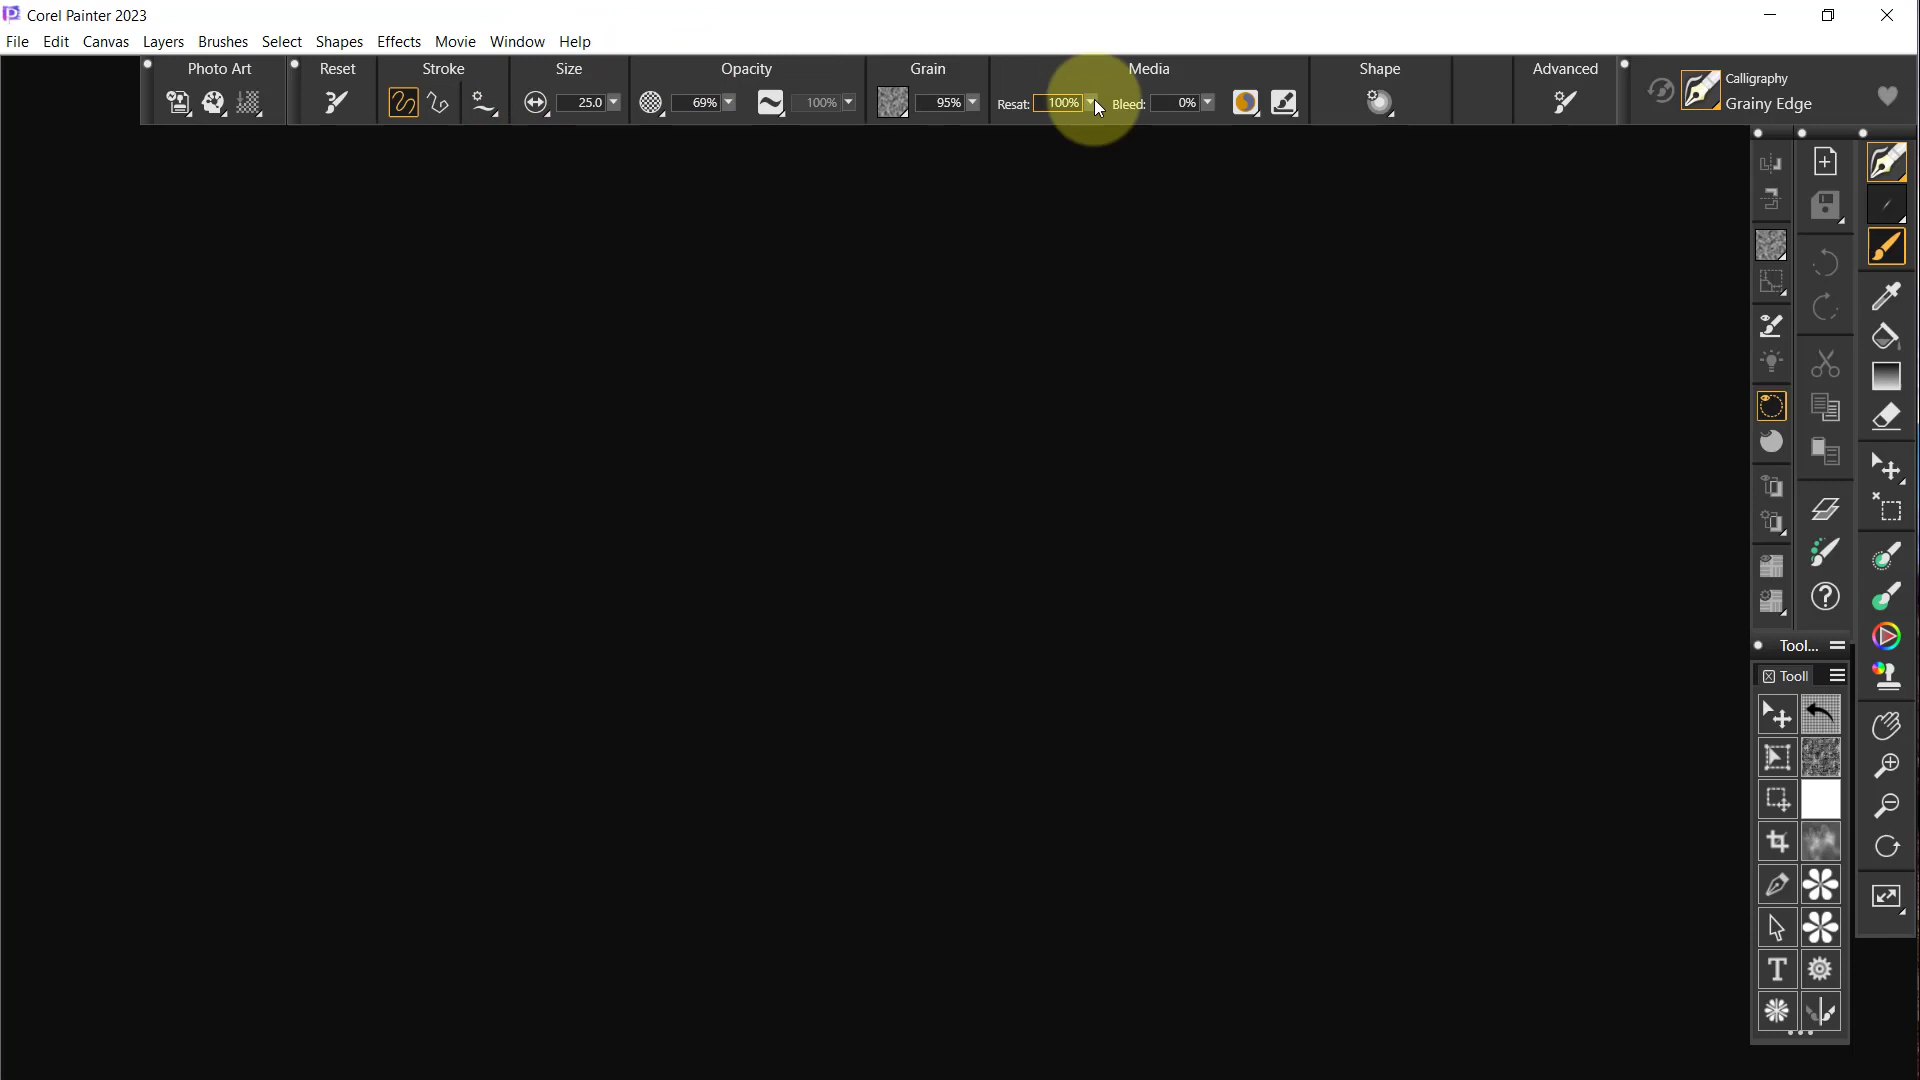 Corel Painter 2023
File Edit Canvas Layers Brushes Select Shapes Effects Movie Window Help
Photo Art Reset Stroke Size Opacity Grain Media Shape Advanced
Calligraphy
25.0 69% 100% 95% Resat: 100% Bleed: 0% Grainy Edge
Tool...
Tooll
T